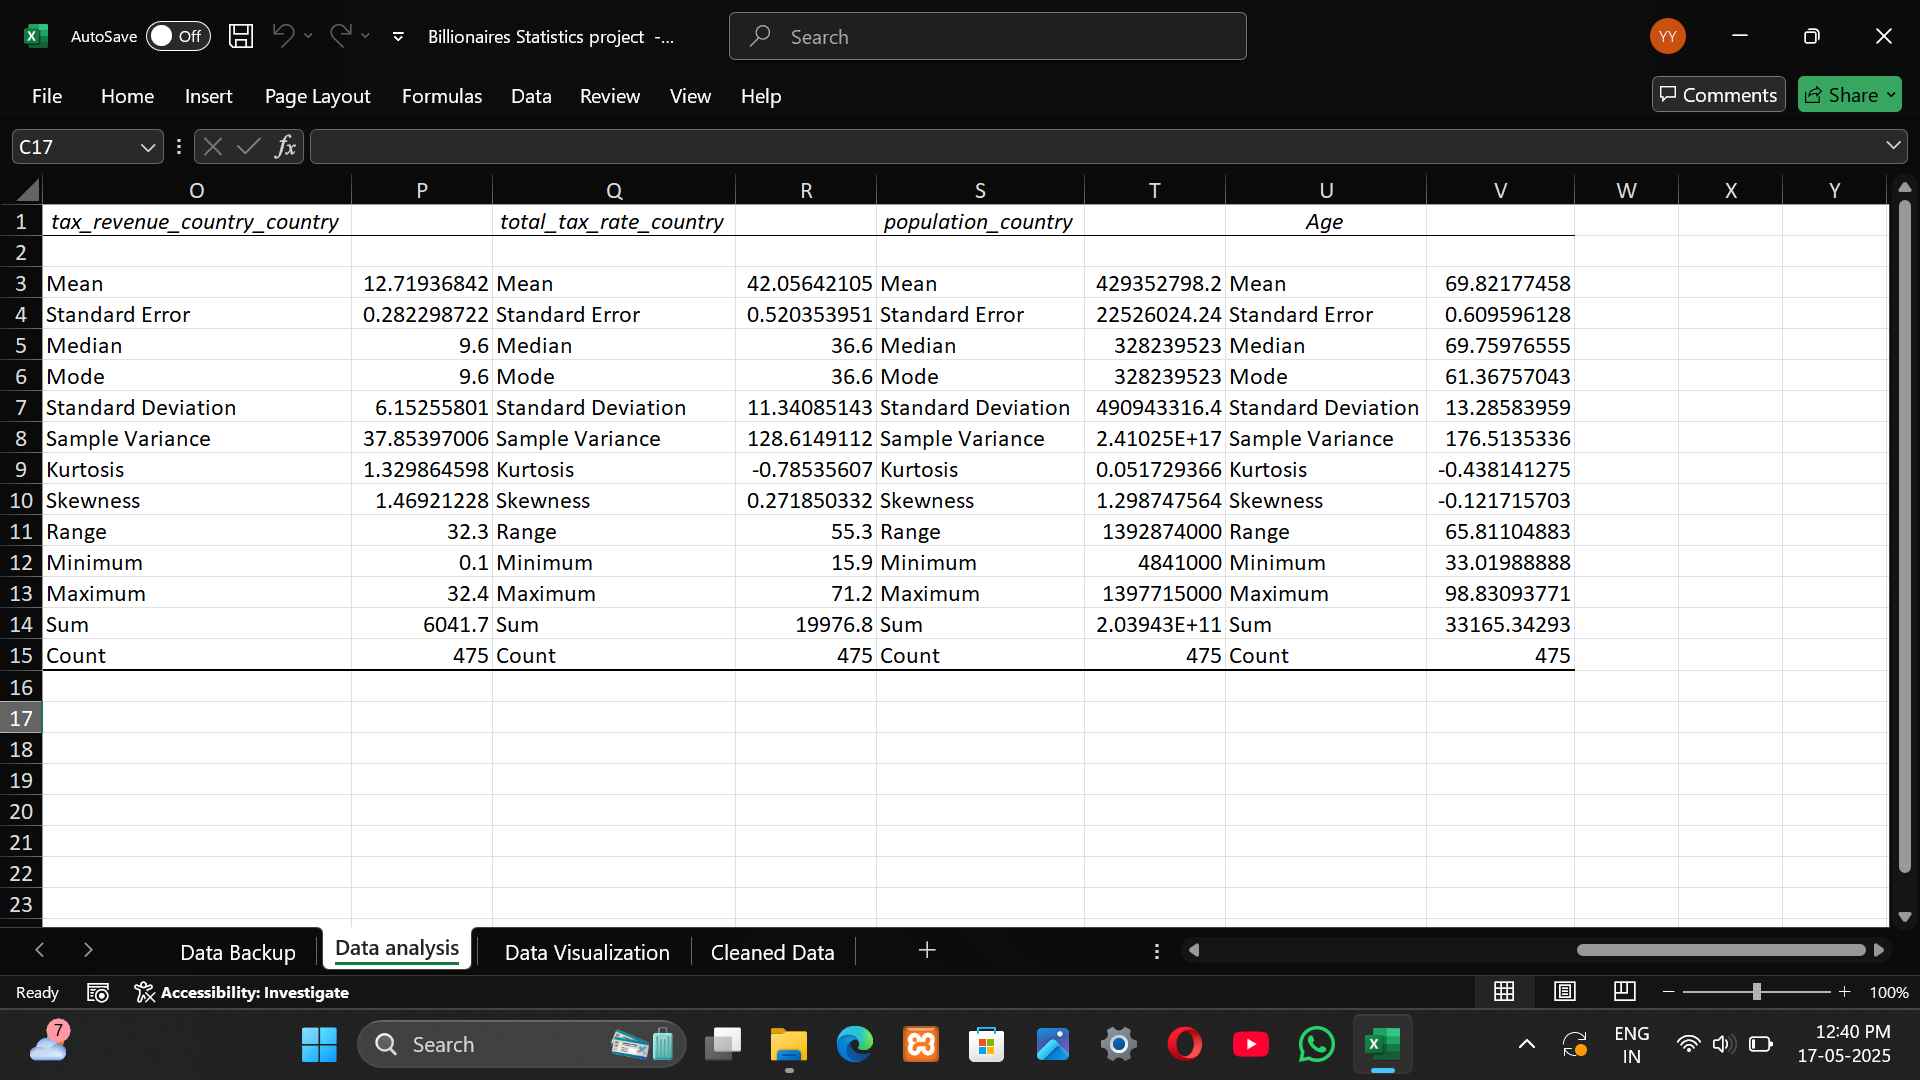 AutoSave Off Billionaires Statistics project -... Search YY
File Home Insert Page Layout Formulas Data Review View Help Comments Share
C17 fx
O P Q R S T U V W X Y
1 tax_revenue_country_country total_tax_rate_country population_country Age
2
3 Mean 12.71936842 Mean 42.05642105 Mean 429352798.2 Mean 69.82177458
4 Standard Error 0.282298722 Standard Error 0.520353951 Standard Error 22526024.24 Standard Error 0.609596128
5 Median 9.6 Median 36.6 Median 328239523 Median 69.75976555
6 Mode 9.6 Mode 36.6 Mode 328239523 Mode 61.36757043
7 Standard Deviation 6.15255801 Standard Deviation 11.34085143 Standard Deviation 490943316.4 Standard Deviation 13.28583959
8 Sample Variance 37.85397006 Sample Variance 128.6149112 Sample Variance 2.41025E+17 Sample Variance 176.5135336
9 Kurtosis 1.329864598 Kurtosis -0.78535607 Kurtosis 0.051729366 Kurtosis -0.438141275
10 Skewness 1.46921228 Skewness 0.271850332 Skewness 1.298747564 Skewness -0.121715703
11 Range 32.3 Range 55.3 Range 1392874000 Range 65.81104883
12 Minimum 0.1 Minimum 15.9 Minimum 4841000 Minimum 33.01988888
13 Maximum 32.4 Maximum 71.2 Maximum 1397715000 Maximum 98.83093771
14 Sum 6041.7 Sum 19976.8 Sum 2.03943E+11 Sum 33165.34293
15 Count 475 Count 475 Count 475 Count 475
16
17
18
19
20
21
22
23
Data Backup Data analysis Data Visualization Cleaned Data
Ready Accessibility: Investigate 100%
7 Search ENG 12:40 PM
IN 17-05-2025